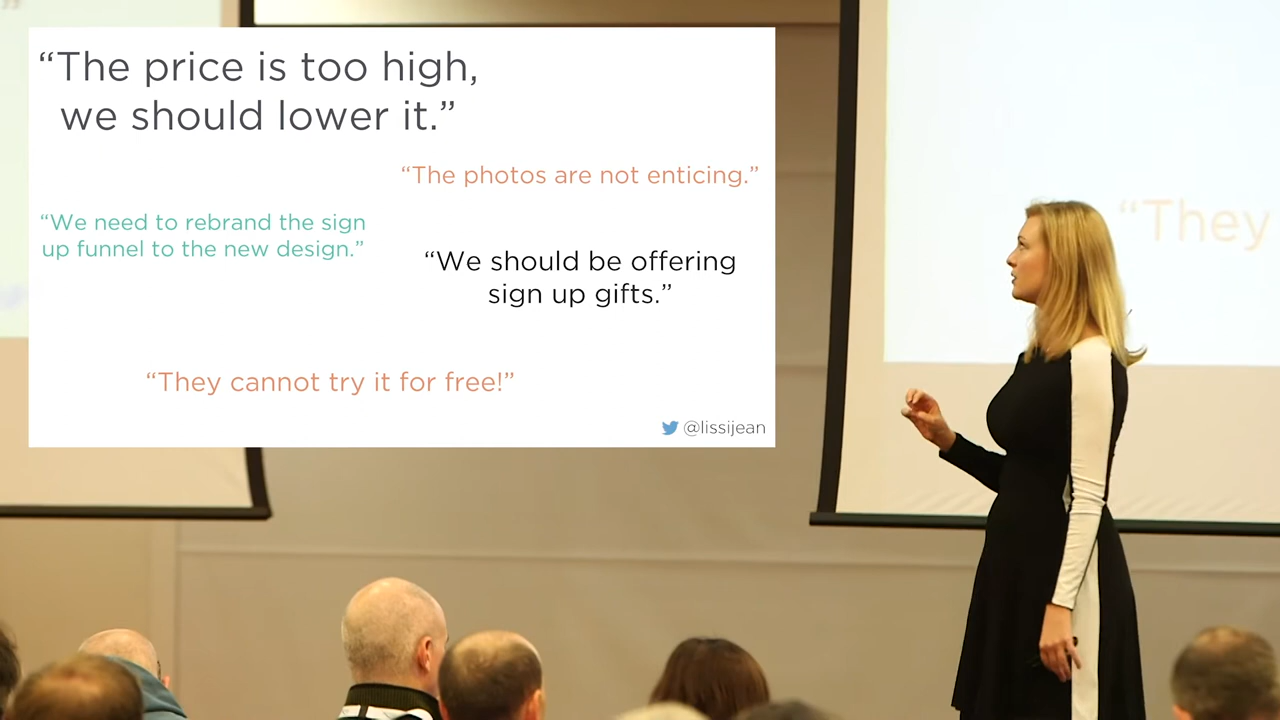 “The price is too high,
we should lower it.”
“The photos are not enticing.”
“We need to rebrand the sign
up funnel to the new design.”
“We should be offering
sign up gifts.”
“They cannot try it for free!”
@lissijean
“They